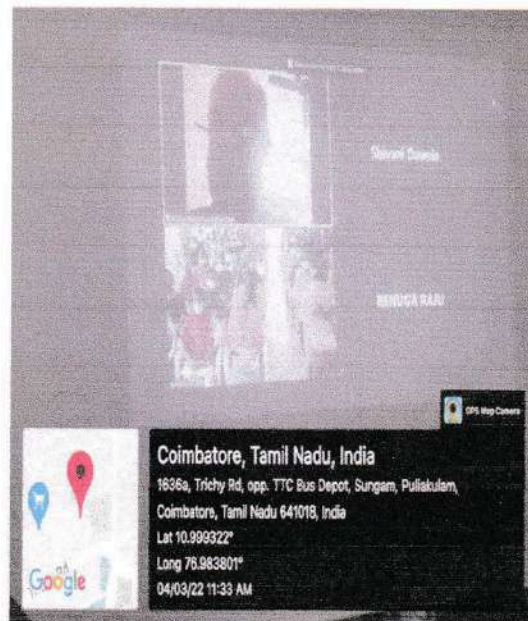 RENUGA RAJU
GPS Map Camera
Coimbatore, Tamil Nadu, India
1636a, Trichy Rd, opp. TTC Bus Depot, Sungam, Puliakulam,
Coimbatore, Tamil Nadu 641018, India
Lat 10.999322°
Long 76.983801°
04/03/22 11:33 AM
Google